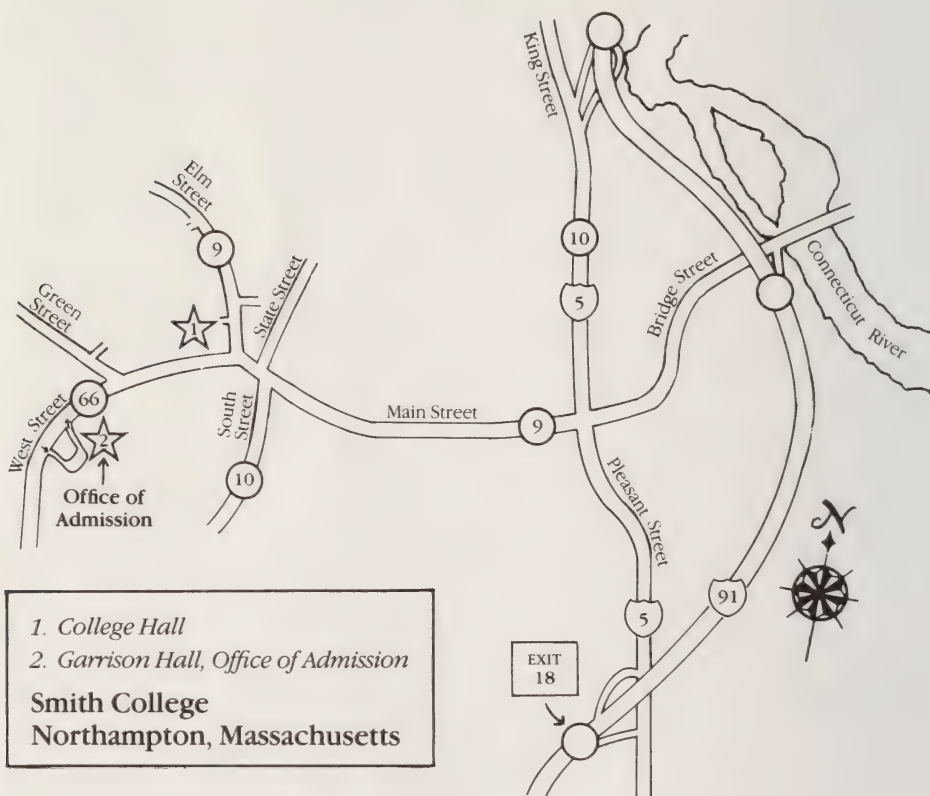 King Street
Elm
Street
9
10
State Street
Green
Street
1
5
Bridge Street
Connecticut River
66
West Street
2
South
Street
Main Street
9
Office of
Admission
10
Pleasant Street
N
91
5
EXIT
18
1. College Hall
2. Garrison Hall, Office of Admission
Smith College
Northampton, Massachusetts